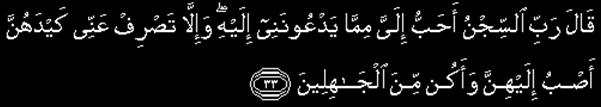 قَالَ رَبِّ ٱلسِّجْنُ أَحَبُّ إِلَىَّ مِمَّا يَدْعُونَنِىٓ إِلَيْهِ ۖ وَإِلَّا تَصْرِفْ عَنِّى كَيْدَهُنَّ
أَصْبُ إِلَيْهِنَّ وَأَكُن مِّنَ ٱلْجَٰهِلِينَ ٣٣